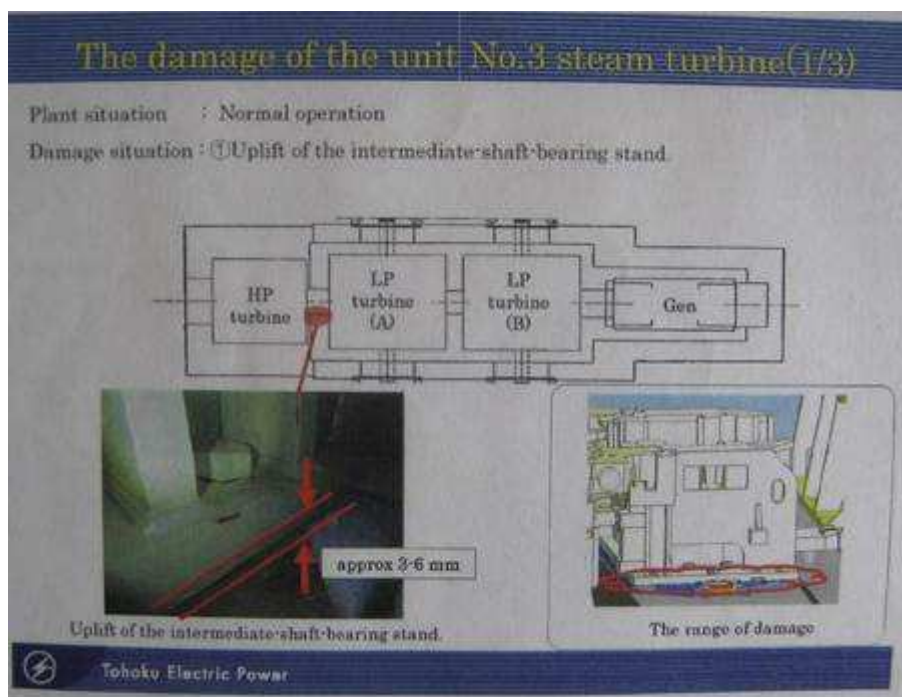 The damage of the unit No.3 steam turbine(1/3)
Plant situation : Normal operation
Damage situation : ①Uplift of the intermediate-shaft-bearing stand.
HP
turbine
LP
turbine
(A)
LP
turbine
(B)
Gen
approx 3-6 mm
Uplift of the intermediate-shaft-bearing stand.
The range of damage
Tohoku Electric Power